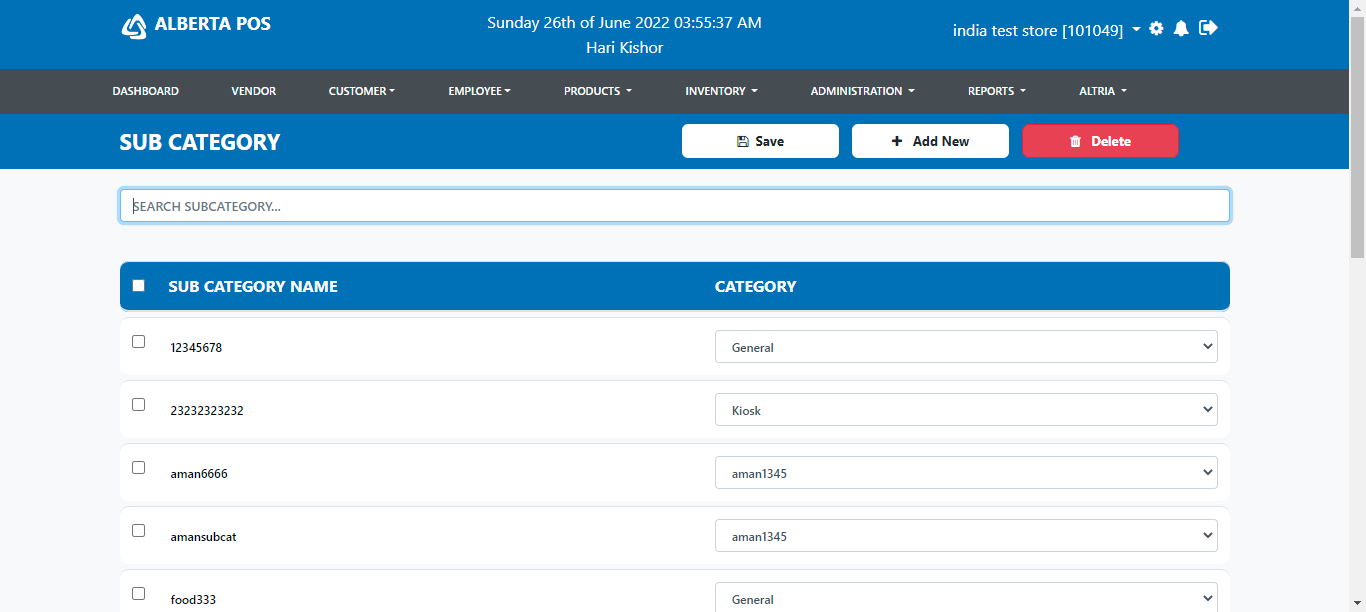 ALBERTA POS
Sunday 26th of June 2022 03:55:37 AM
Hari Kishor
india test store [101049]
DASHBOARD VENDOR CUSTOMER EMPLOYEE PRODUCTS INVENTORY ADMINISTRATION REPORTS ALTRIA
SUB CATEGORY
Save
Add New
Delete
SEARCH SUBCATEGORY...
SUB CATEGORY NAME CATEGORY
12345678 General
23232323232 Kiosk
aman6666 aman1345
amansubcat aman1345
food333 General